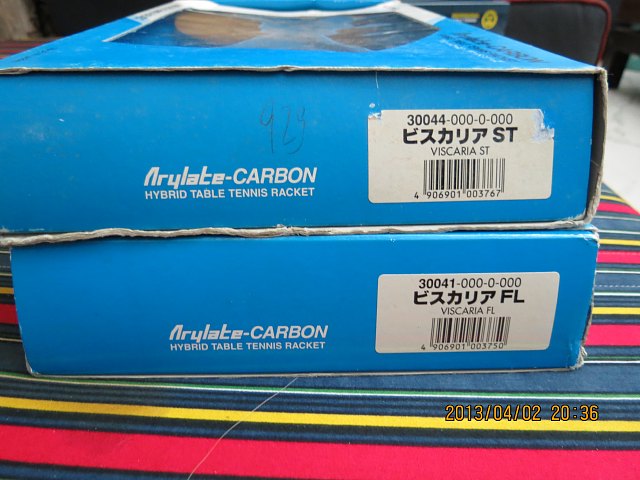 CARBON
92g
30044-000-0-000
ビスカリア ST
VISCARIA ST
4 906901 003767
Arylate-CARBON
HYBRID TABLE TENNIS RACKET
30041-000-0-000
ビスカリア FL
VISCARIA FL
4 906901 003750
Arylate-CARBON
HYBRID TABLE TENNIS RACKET
2013/04/02 20:36